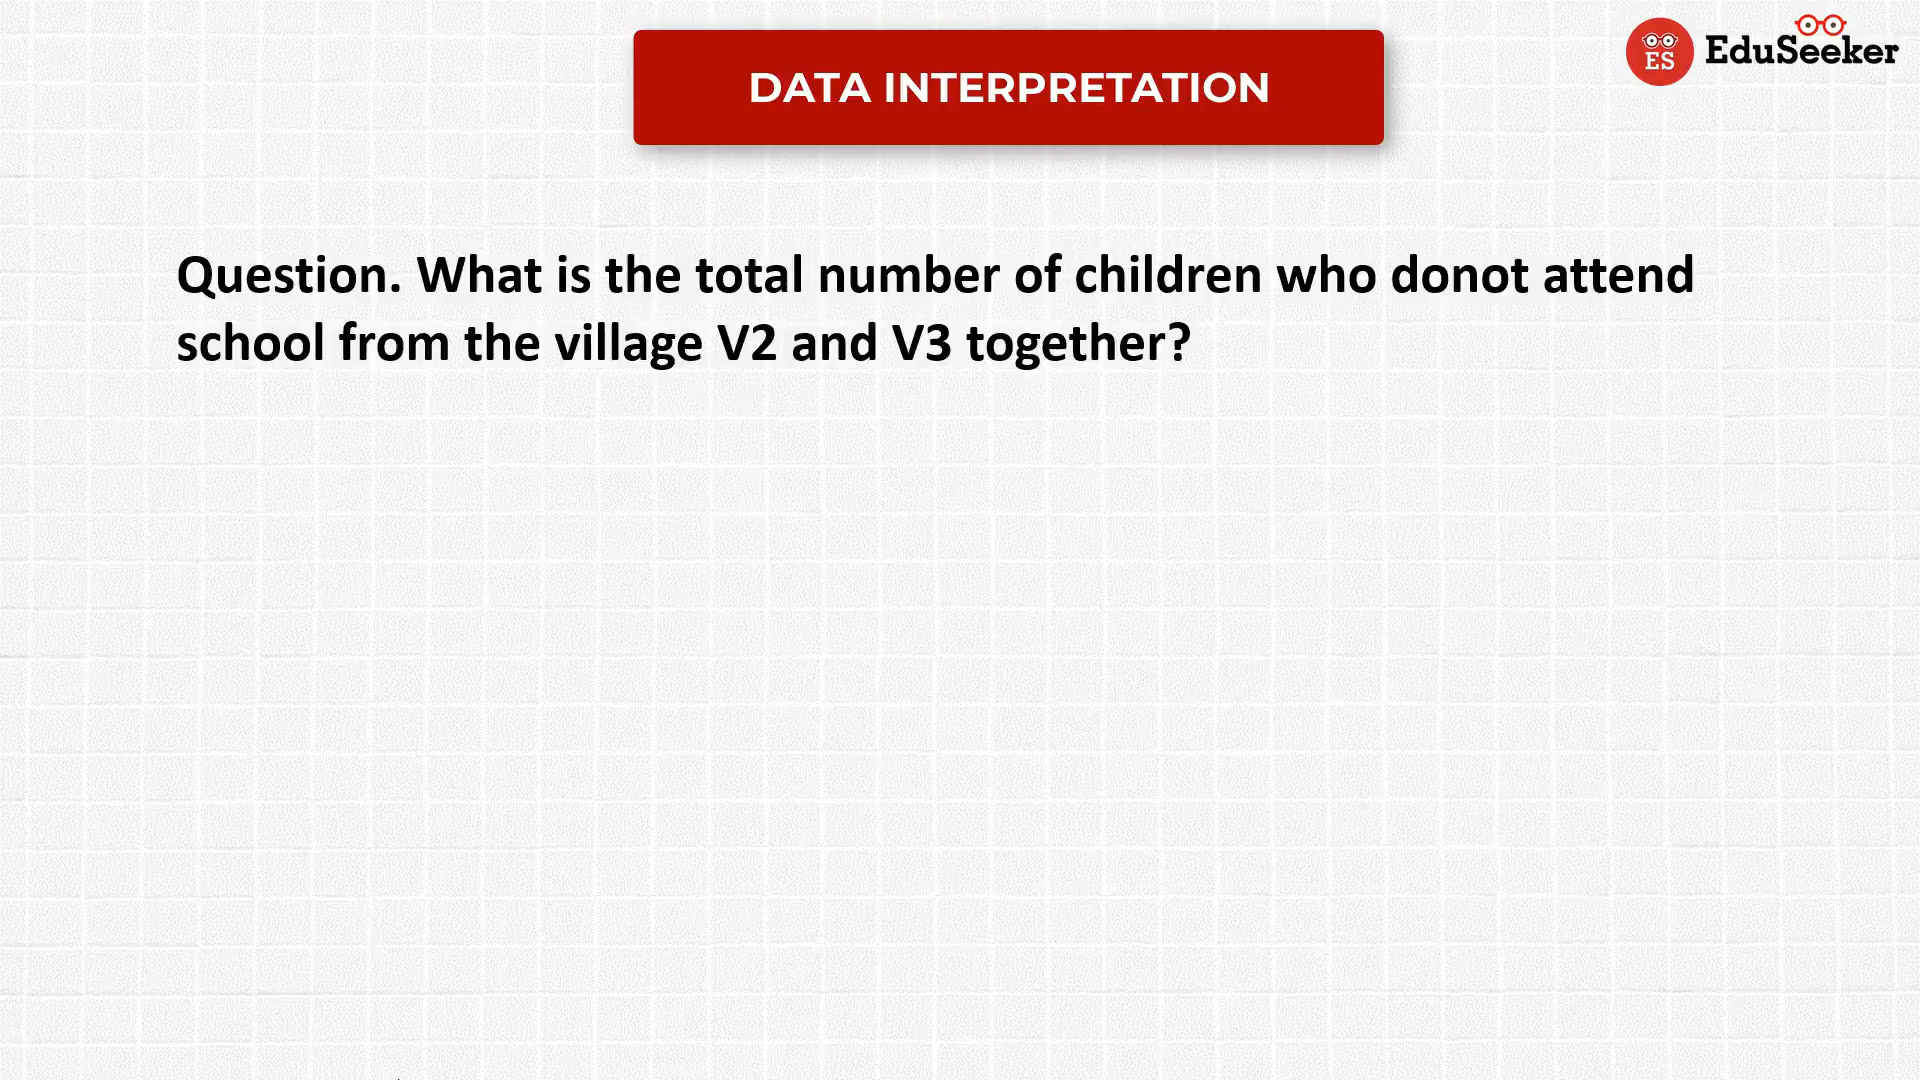 DATA INTERPRETATION
ES
EduSeeker
Question. What is the total number of children who donot attend
school from the village V2 and V3 together?